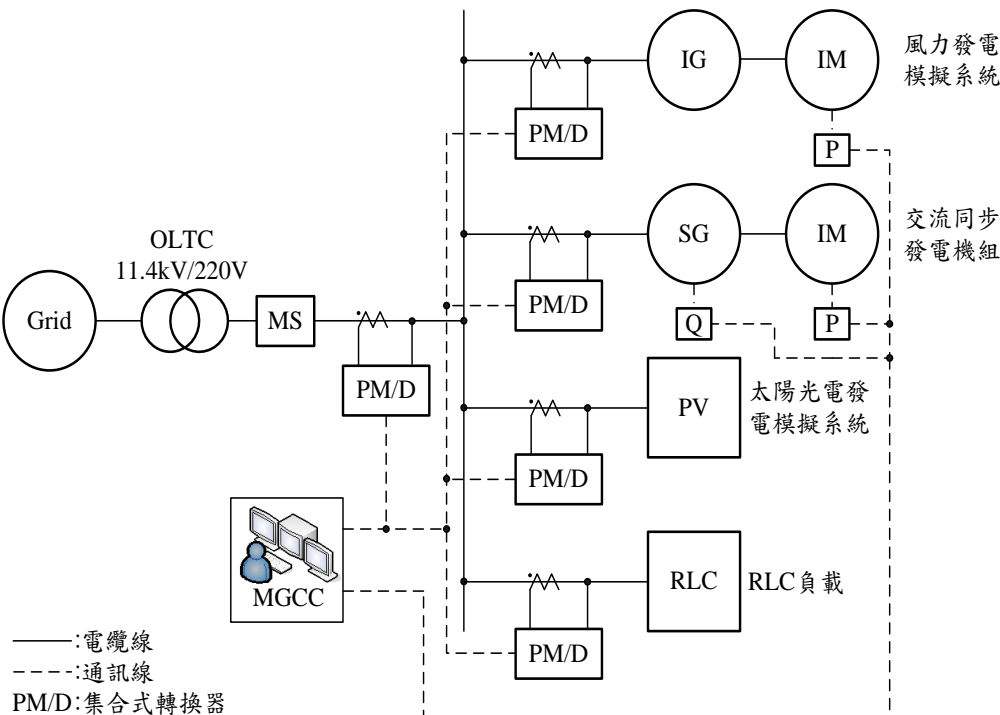 IG
IM
風力發電
模擬系統
PM/D
P
OLTC
11.4kV/220V
SG
IM
交流同步
發電機組
Grid
MS
PM/D
Q
P
PM/D
PV
太陽光電發
電模擬系統
PM/D
MGCC
RLC
RLC負載
PM/D
:電纜線
:通訊線
PM/D:集合式轉換器